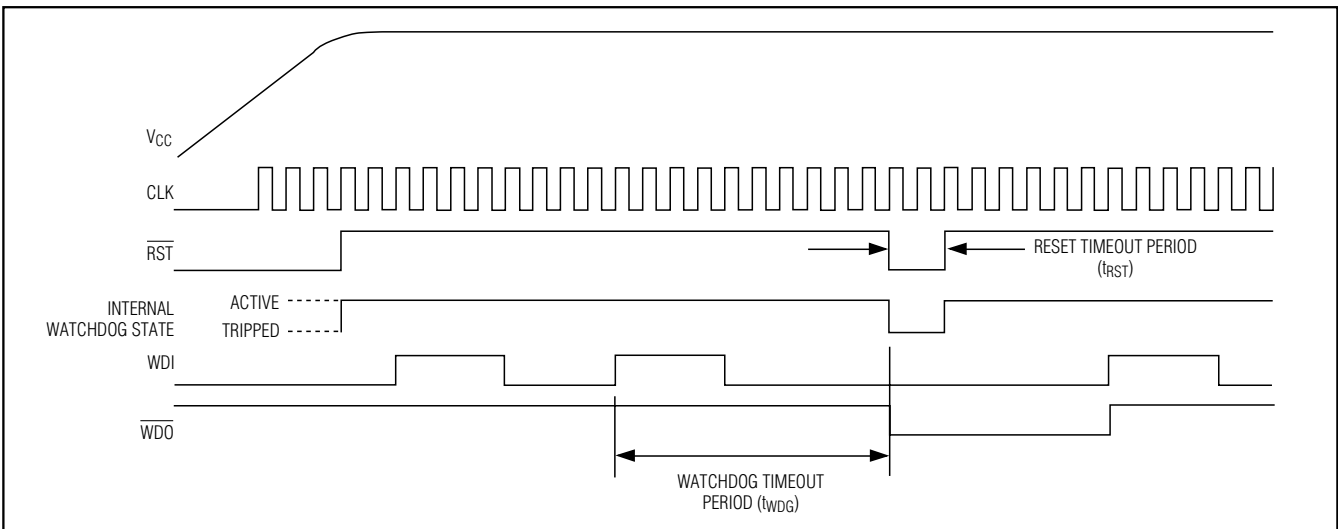 VCC
CLK
RST
RESET TIMEOUT PERIOD
(tRST)
INTERNAL
WATCHDOG STATE
ACTIVE
TRIPPED
WDI
WDO
WATCHDOG TIMEOUT
PERIOD (tWDG)